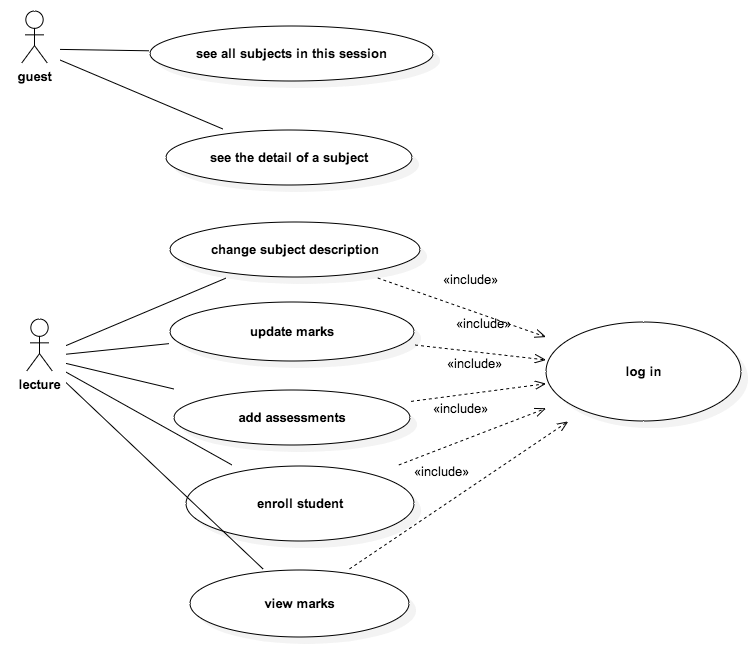 see all subjects in this session
guest
see the detail of a subject
change subject description
«include»
«include»
update marks
«include»
log in
lecture
«include»
add assessments
«include»
enroll student
view marks